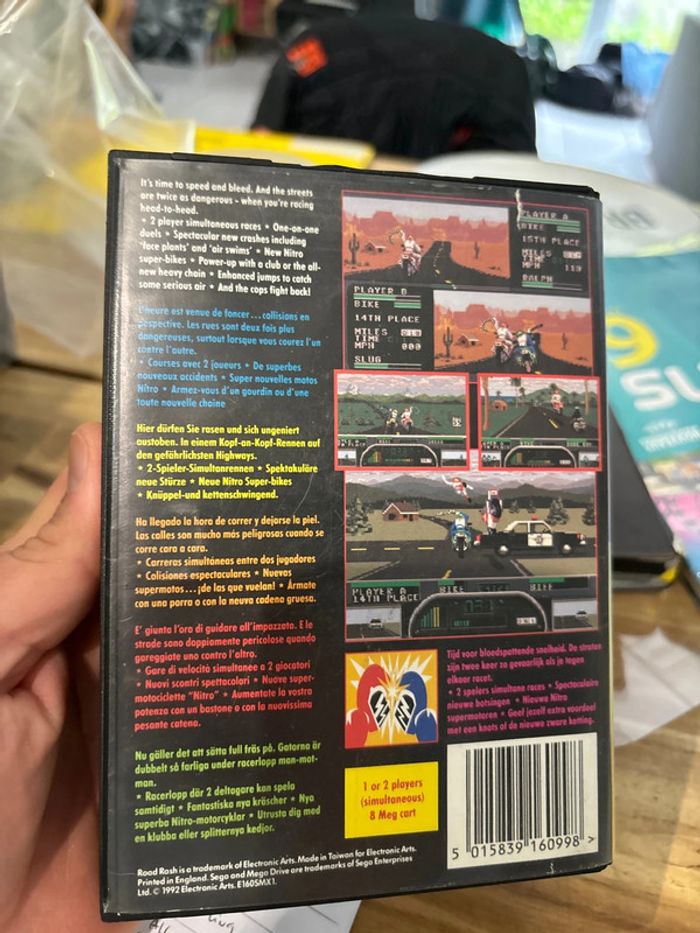 It's time to speed and bleed. And the streets
are twice as dangerous - when you're racing
head-to-head.
• 2 player simultaneous races • One-on-one
duels • Spectacular new crashes including
'face plants' and 'air swims' • New Nitro
super-bikes • Power-up with a club or the all-
new heavy chain • Enhanced jumps to catch
some serious air • And the cops fight back!
L'heure est venue de foncer...collisions en
perspective. Les rues sont deux fois plus
dangereuses, surtout lorsque vous courez l'un
contre l'autre.
• Courses avec 2 joueurs • De superbes
nouveaux accidents • Super nouvelles motos
Nitro • Armez-vous d'un gourdin ou d'une
toute nouvelle chaine
Hier dürfen Sie rasen und sich ungeniert
austoben. In einem Kopf-an-Kopf-Rennen auf
den gefährlichsten Highways.
• 2-Spieler-Simultanrennen • Spektakuläre
neue Stürze • Neue Nitro Super-bikes
• Knüppel-und kettenschwingend.
Ha llegado la hora de correr y dejarse la piel.
Las calles son mucho más peligrosas cuando se
corre cara a cara.
• Carreras simultáneas entre dos jugadores
• Colisiones espectaculares • Nuevas
supermotos...¡de las que vuelan! • Ármate
con una porra o con la neuva cadena gruesa.
E' giunta l'ora di guidare all'impazzata. E le
strade sono doppiamente pericolose quando
gareggiate uno contro l'altro.
• Gare di velocità simultanee a 2 giocatori
• Nuovi scontri spettacolari • Nuove super-
motociclette "Nitro" • Aumentate la vostra
potenza con un bastone o con la nuovissima
pesante catena.
Nu gäller det att sätta full fräs på. Gatorna är
dubbelt så farliga under racerlopp man-mot-
man.
• Racerlopp där 2 deltagare kan spela
samtidigt • Fantastiska nya kräscher • Nya
superba Nitro-motorcyklar • Utrusta dig med
en klubba eller splitternya kedjor.
PLAYER A
BIKE
15TH PLACE
MILES
TIME
MPH 119
RALPH
PLAYER B
BIKE
14TH PLACE
MILES
TIME
MPH 000
SLUG
PLAYER A BIKE BIFF
14TH PLACE
Tijd voor bloedspattende snelheid. De straten
zijn twee keer zo gevaarlijk als je tegen
elkaar racet.
• 2 spelers simultana races • Spectaculaire
nieuwe botsingen • Nieuwe Nitro
supermotoren • Geef jezelf extra voordeel
met een knots of de nieuwe zware ketting.
1 or 2 players
(simultaneous)
8 Meg cart
5 015839 160998 >
Road Rash is a trademark of Electronic Arts. Made in Taiwan for Electronic Arts.
Printed in England. Sega and Mega Drive are trademarks of Sega Enterprises
Ltd. © 1992 Electronic Arts. E160SMX1.
9
SU